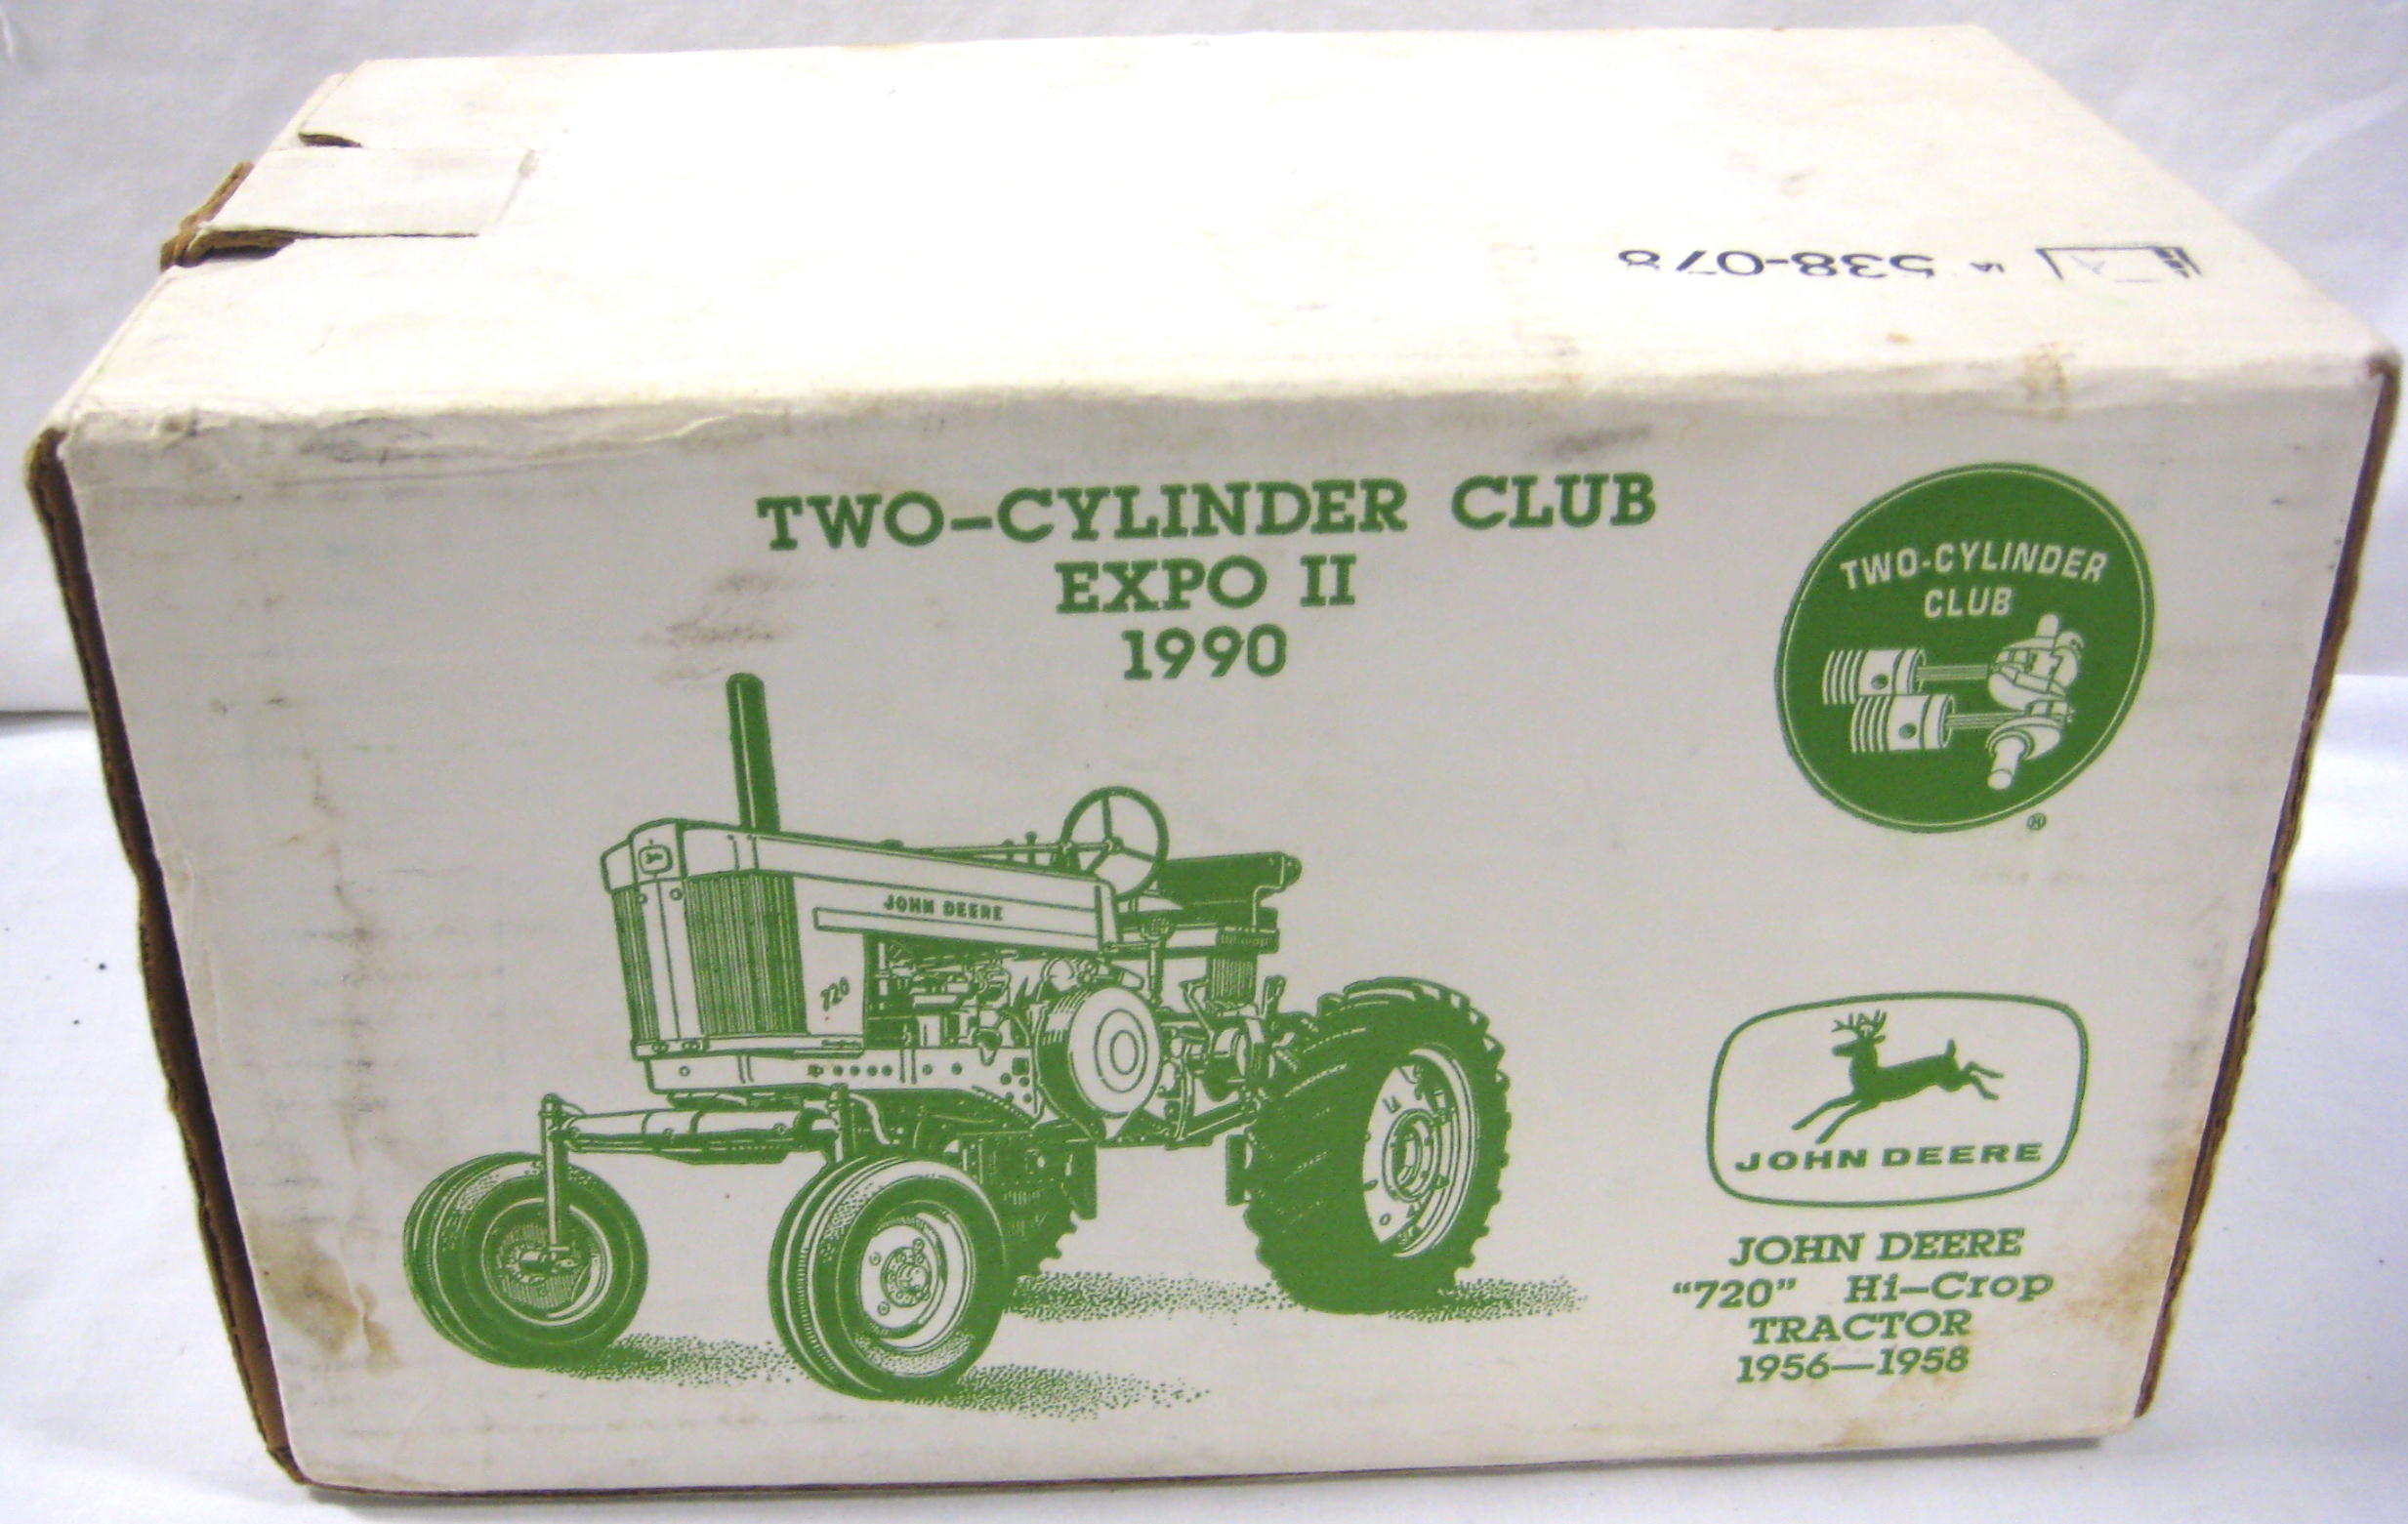 538-078
TWO-CYLINDER CLUB
EXPO II
1990
TWO-CYLINDER
CLUB
®
JOHN DEERE
720
JOHN DEERE
JOHN DEERE
"720" Hi-Crop
TRACTOR
1956—1958